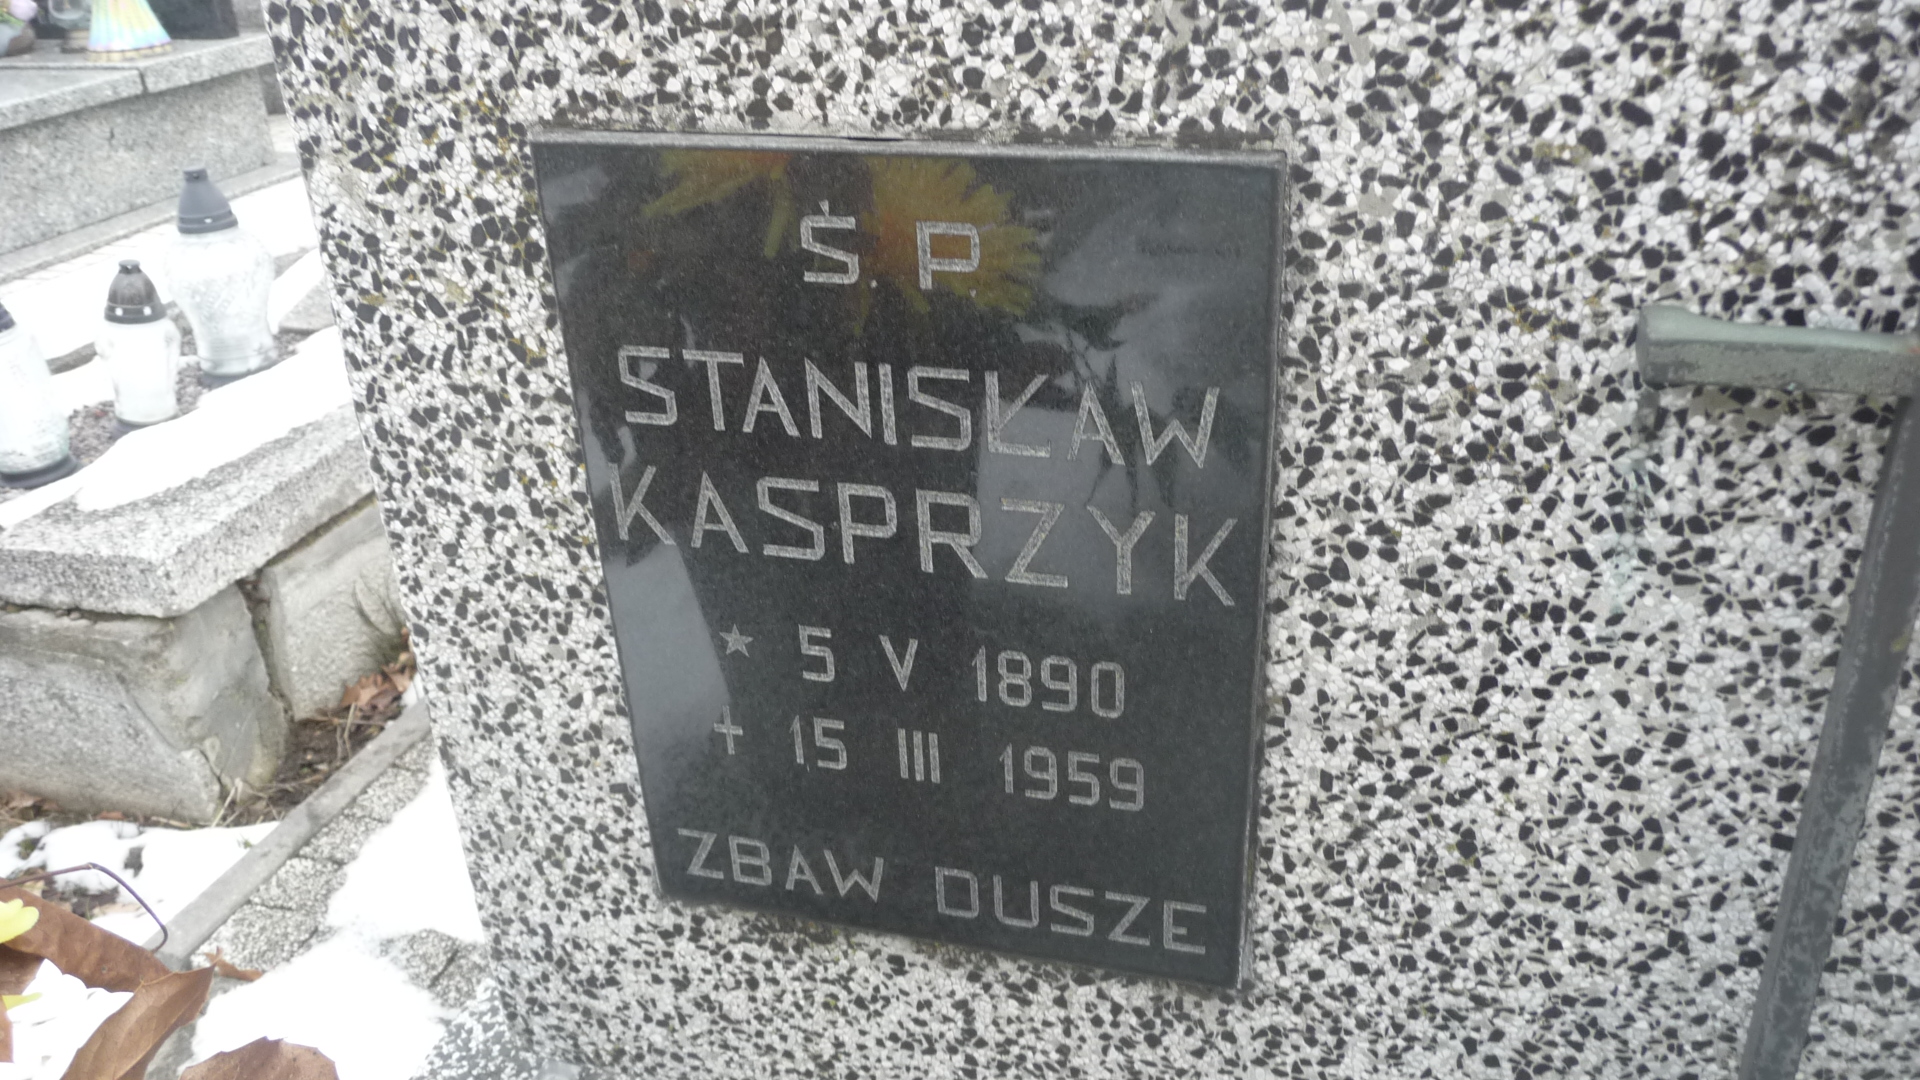 Ś.P.
STANISŁAW
KASPRZYK
★ 5 V 1890
+ 15 III 1959
ZBAW DUSZE